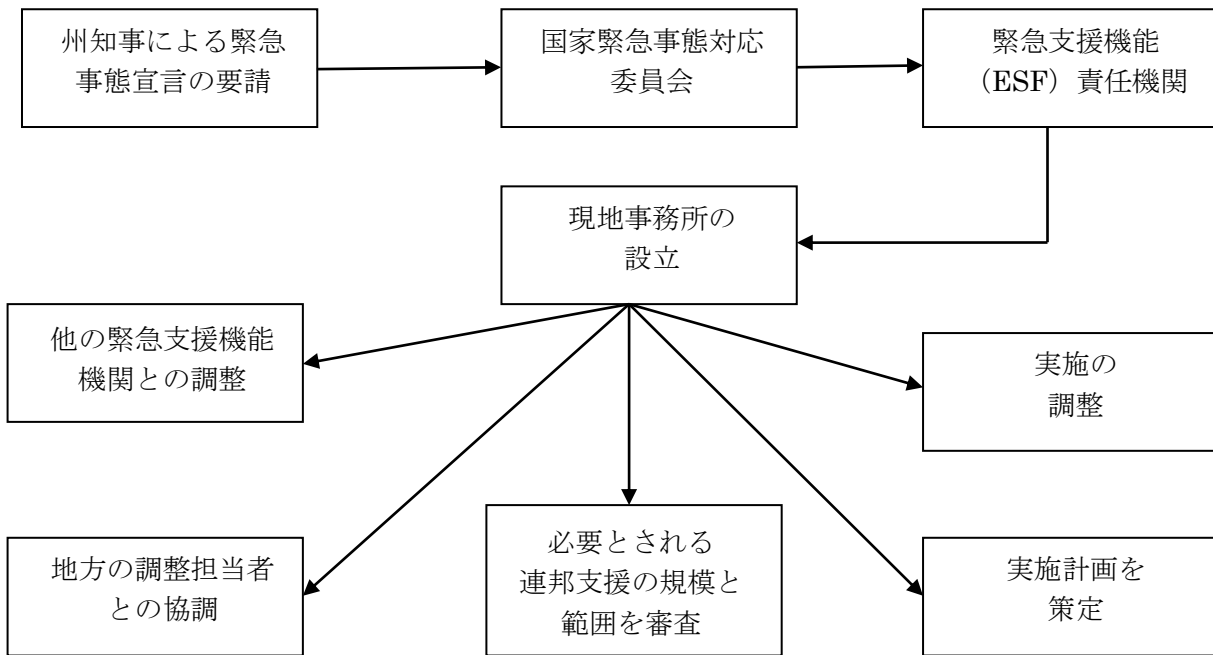 州知事による緊急
事態宣言の要請
国家緊急事態対応
委員会
緊急支援機能
（ESF）責任機関
現地事務所の
設立
他の緊急支援機能
機関との調整
実施の
調整
地方の調整担当者
との協調
必要とされる
連邦支援の規模と
範囲を審査
実施計画を
策定